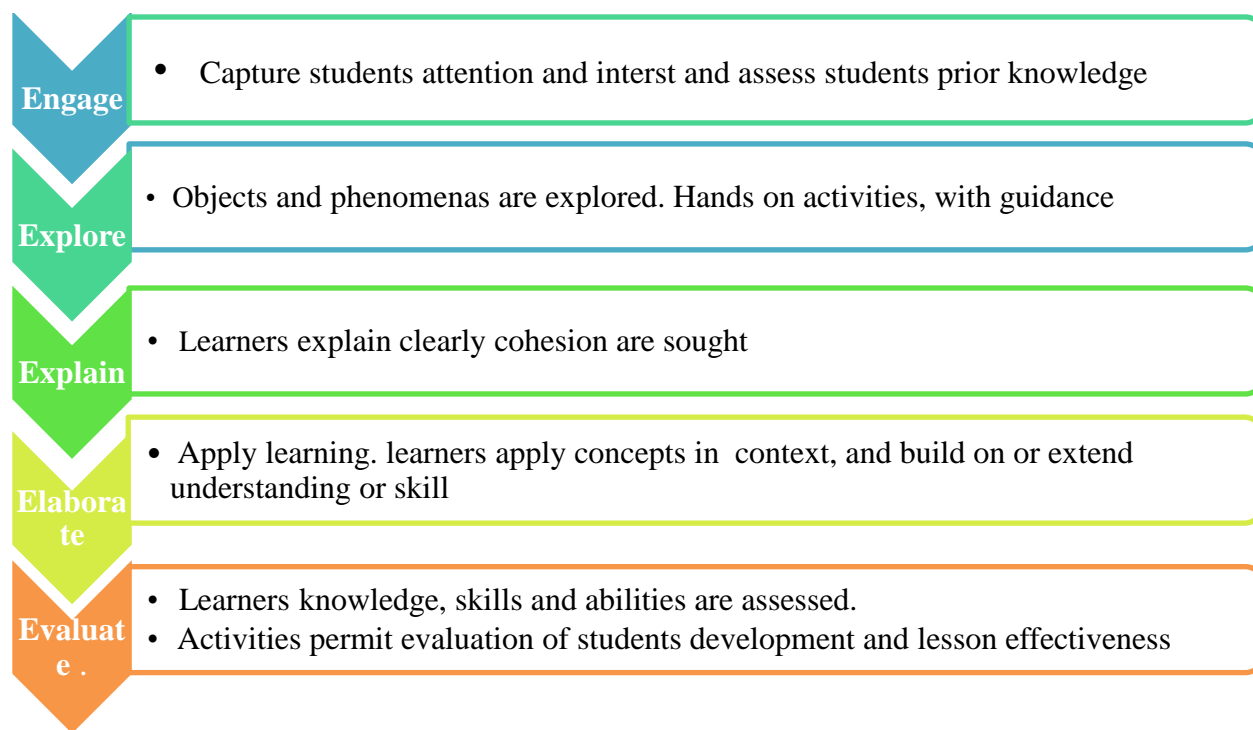 Engage
• Capture students attention and interst and assess students prior knowledge
Explore
• Objects and phenomenas are explored. Hands on activities, with guidance
Explain
• Learners explain clearly cohesion are sought
Elabora
te
• Apply learning. learners apply concepts in context, and build on or extend
understanding or skill
Evaluat
e .
• Learners knowledge, skills and abilities are assessed.
• Activities permit evaluation of students development and lesson effectiveness